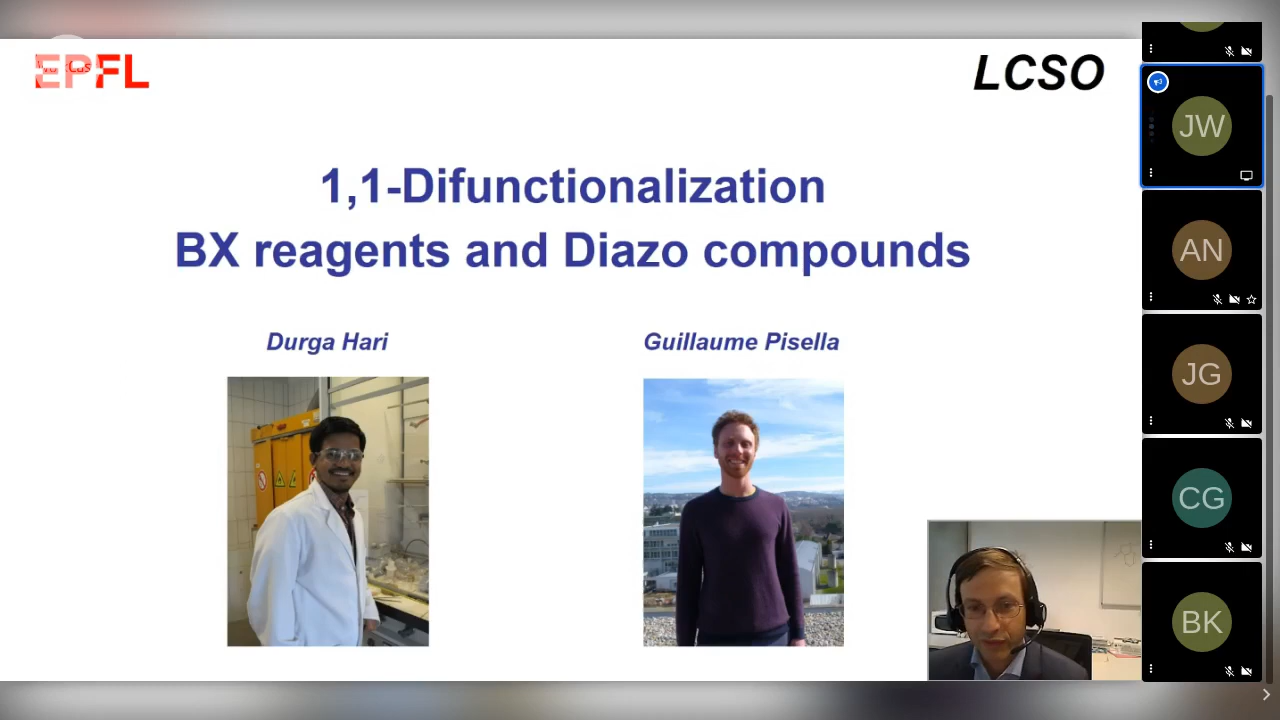 EPFL
LCSO
1,1-Difunctionalization
BX reagents and Diazo compounds
Durga Hari
Guillaume Pisella
JW
AN
JG
CG
BK